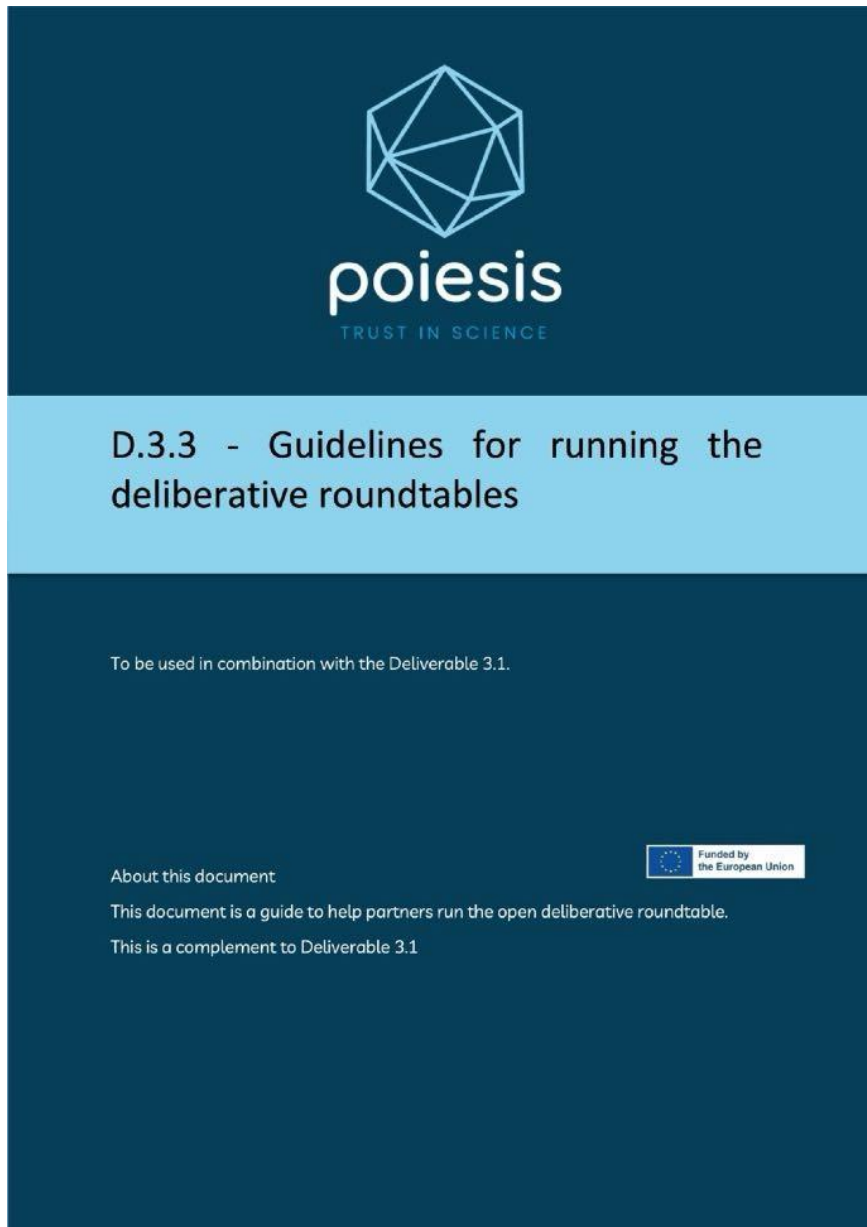 poiesis
TRUST IN SCIENCE
D.3.3 - Guidelines for running the
deliberative roundtables
To be used in combination with the Deliverable 3.1.
Funded by
the European Union
About this document
This document is a guide to help partners run the open deliberative roundtable.
This is a complement to Deliverable 3.1